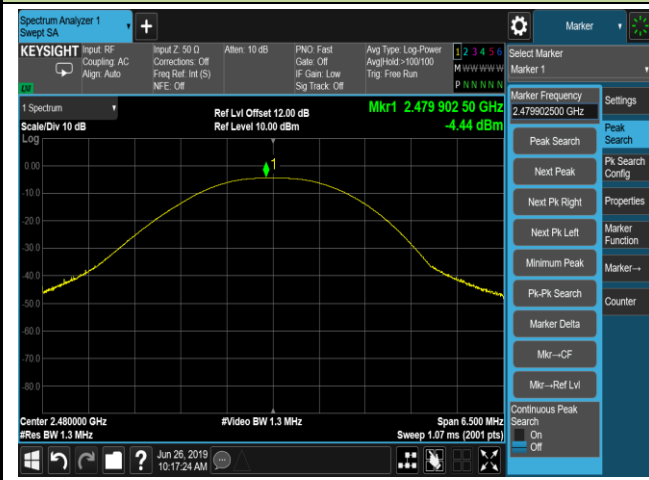 Spectrum Analyzer 1
Swept SA
+
Marker
KEYSIGHT
Input: RF
Coupling: AC
Align: Auto
Input Z: 50 Ω
Corrections: Off
Freq Ref: Int (S)
NFE: Off
Atten: 10 dB
PNO: Fast
Gate: Off
IF Gain: Low
Sig Track: Off
Avg Type: Log-Power
Avg|Hold:>100/100
Trig: Free Run
1 2 3 4 5 6
M W W W W W
P N N N N N
Select Marker
Marker 1
LXI
1 Spectrum
Scale/Div 10 dB
Log
Ref Lvl Offset 12.00 dB
Ref Level 10.00 dBm
Mkr1 2.479 902 50 GHz
-4.44 dBm
1
0.00
-10.0
-20.0
-30.0
-40.0
-50.0
-60.0
-70.0
-80.0
Center 2.480000 GHz
#Res BW 1.3 MHz
#Video BW 1.3 MHz
Span 6.500 MHz
Sweep 1.07 ms (2001 pts)
Marker Frequency
2.479902500 GHz
Peak Search
Next Peak
Next Pk Right
Next Pk Left
Minimum Peak
Pk-Pk Search
Marker Delta
Mkr→CF
Mkr→Ref Lvl
Continuous Peak
Search
On
Off
Settings
Peak
Search
Pk Search
Config
Properties
Marker
Function
Marker→
Counter
?
Jun 26, 2019
10:17:24 AM